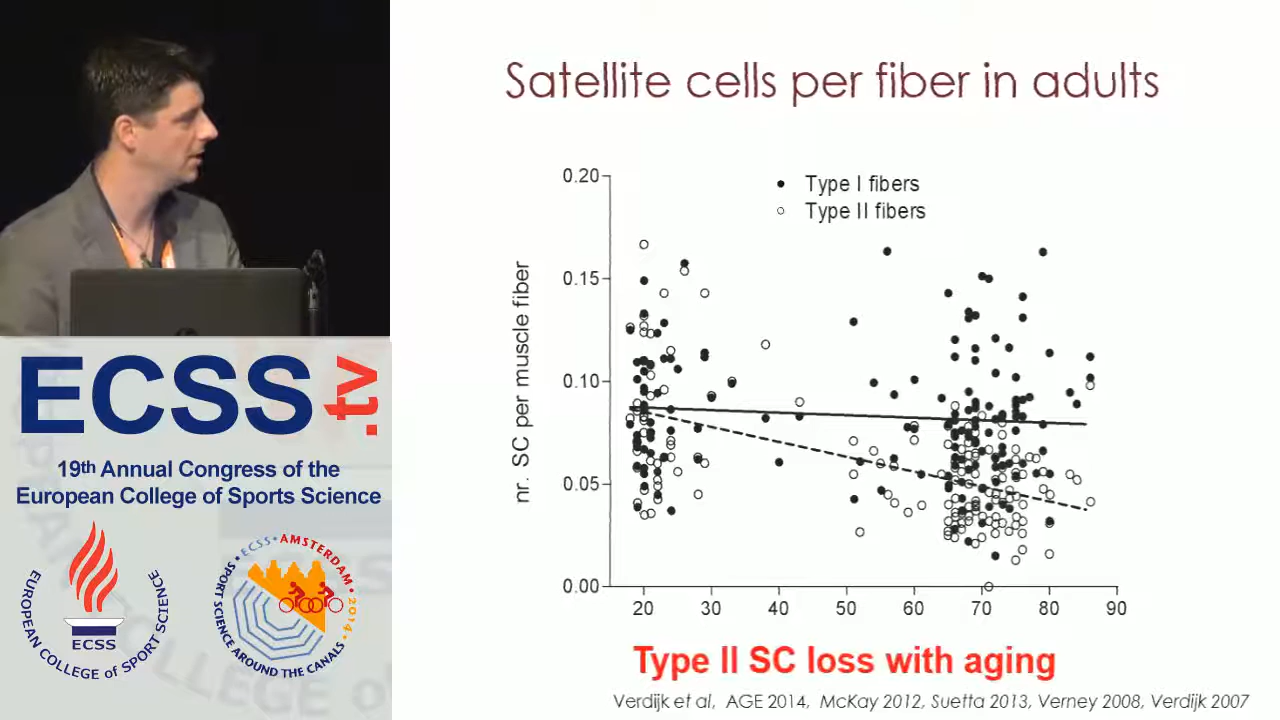 Satellite cells per fiber in adults
Type I fibers
Type II fibers
nr. SC per muscle fiber
0.20
0.15
0.10
0.05
0.00
20 30 40 50 60 70 80 90
Type II SC loss with aging
Verdijk et al, AGE 2014, McKay 2012, Suetta 2013, Verney 2008, Verdijk 2007
ECSS.tv
19th Annual Congress of the
European College of Sports Science
EUROPEAN COLLEGE of SPORT SCIENCE
ECSS
ECSS • AMSTERDAM • 2014 •
SPORT SCIENCE AROUND THE CANALS